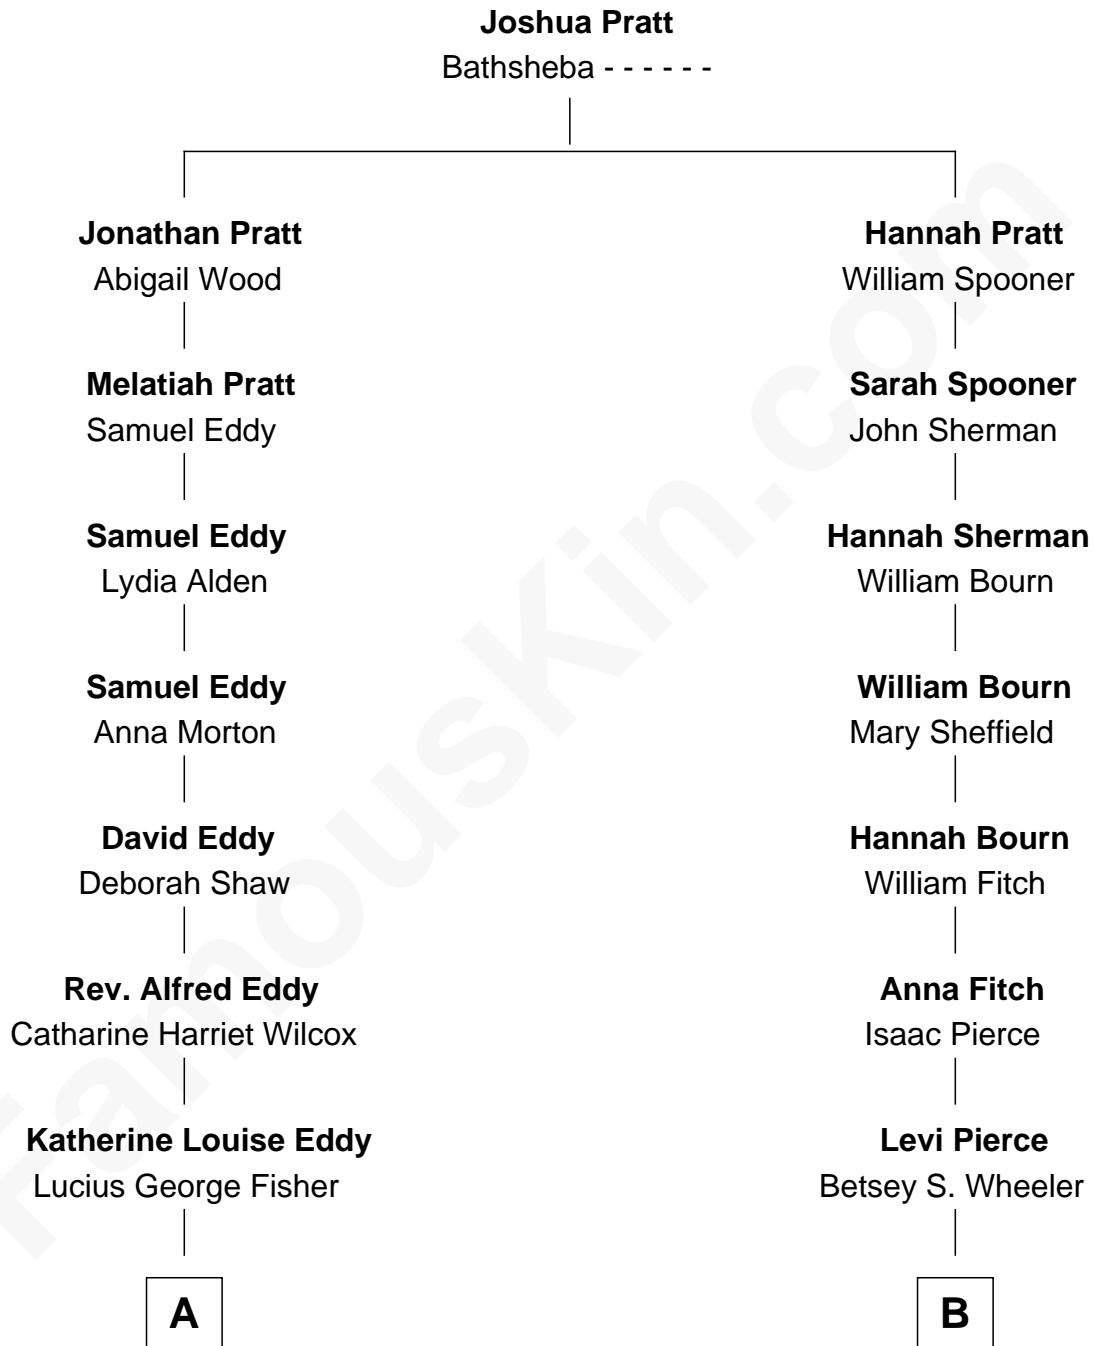 Joshua Pratt
Bathsheba - - - - - -
Jonathan Pratt
Abigail Wood
Hannah Pratt
William Spooner
Melatiah Pratt
Samuel Eddy
Sarah Spooner
John Sherman
Samuel Eddy
Lydia Alden
Hannah Sherman
William Bourn
Samuel Eddy
Anna Morton
William Bourn
Mary Sheffield
David Eddy
Deborah Shaw
Hannah Bourn
William Fitch
Rev. Alfred Eddy
Catharine Harriet Wilcox
Anna Fitch
Isaac Pierce
Katherine Louise Eddy
Lucius George Fisher
Levi Pierce
Betsey S. Wheeler
A
B
FamousKin.com